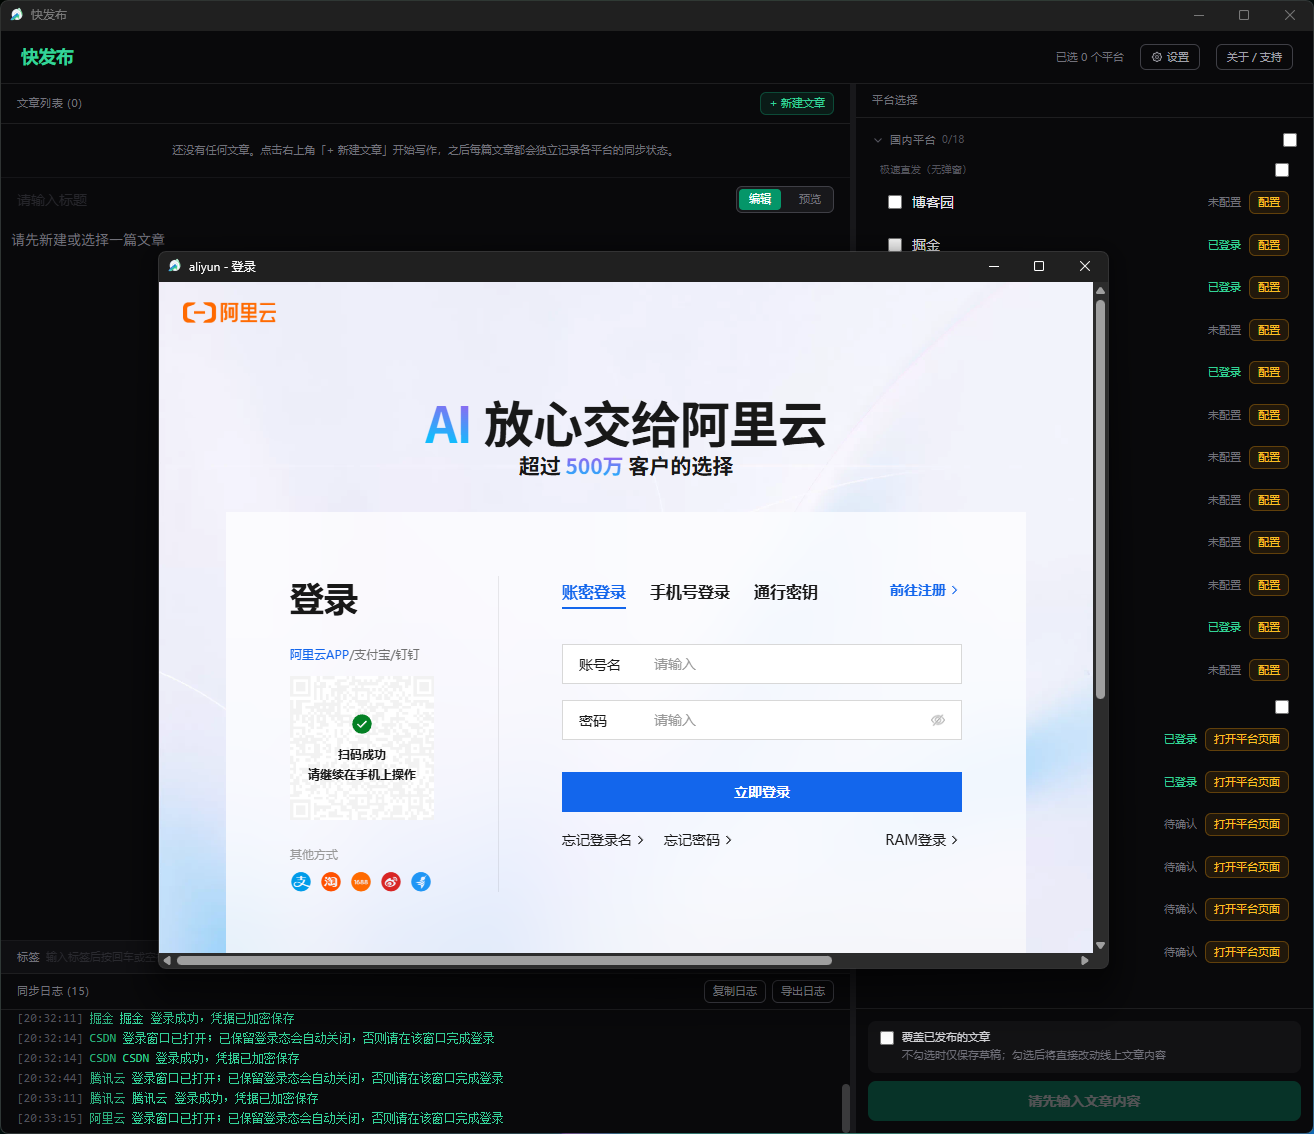 快发布
快发布
已选 0 个平台
设置
关于 / 支持
文章列表 (0)
+ 新建文章
还没有任何文章。点击右上角「+ 新建文章」开始写作，之后每篇文章都会独立记录各平台的同步状态。
请输入标题
编辑
预览
请先新建或选择一篇文章
平台选择
国内平台 0/18
极速直发（无弹窗）
博客园
未配置
配置
掘金
已登录
配置
已登录
配置
未配置
配置
已登录
配置
未配置
配置
未配置
配置
未配置
配置
未配置
配置
未配置
配置
已登录
配置
未配置
配置
已登录
打开平台页面
已登录
打开平台页面
待确认
打开平台页面
待确认
打开平台页面
待确认
打开平台页面
待确认
打开平台页面
aliyun - 登录
阿里云
AI 放心交给阿里云
超过 500万 客户的选择
登录
阿里云APP/支付宝/钉钉
扫码成功
请继续在手机上操作
其他方式
支
淘
1688
账密登录
手机号登录
通行密钥
前往注册 >
账号名
请输入
密码
请输入
立即登录
忘记登录名 >
忘记密码 >
RAM登录 >
标签
输入标签后按回车或
同步日志 (15)
复制日志
导出日志
[20:32:11] 掘金 掘金 登录成功，凭据已加密保存
[20:32:14] CSDN 登录窗口已打开；已保留登录态会自动关闭，否则请在该窗口完成登录
[20:32:14] CSDN CSDN 登录成功，凭据已加密保存
[20:32:44] 腾讯云 登录窗口已打开；已保留登录态会自动关闭，否则请在该窗口完成登录
[20:33:11] 腾讯云 腾讯云 登录成功，凭据已加密保存
[20:33:15] 阿里云 登录窗口已打开；已保留登录态会自动关闭，否则请在该窗口完成登录
覆盖已发布的文章
不勾选时仅保存草稿；勾选后将直接改动线上文章内容
请先输入文章内容